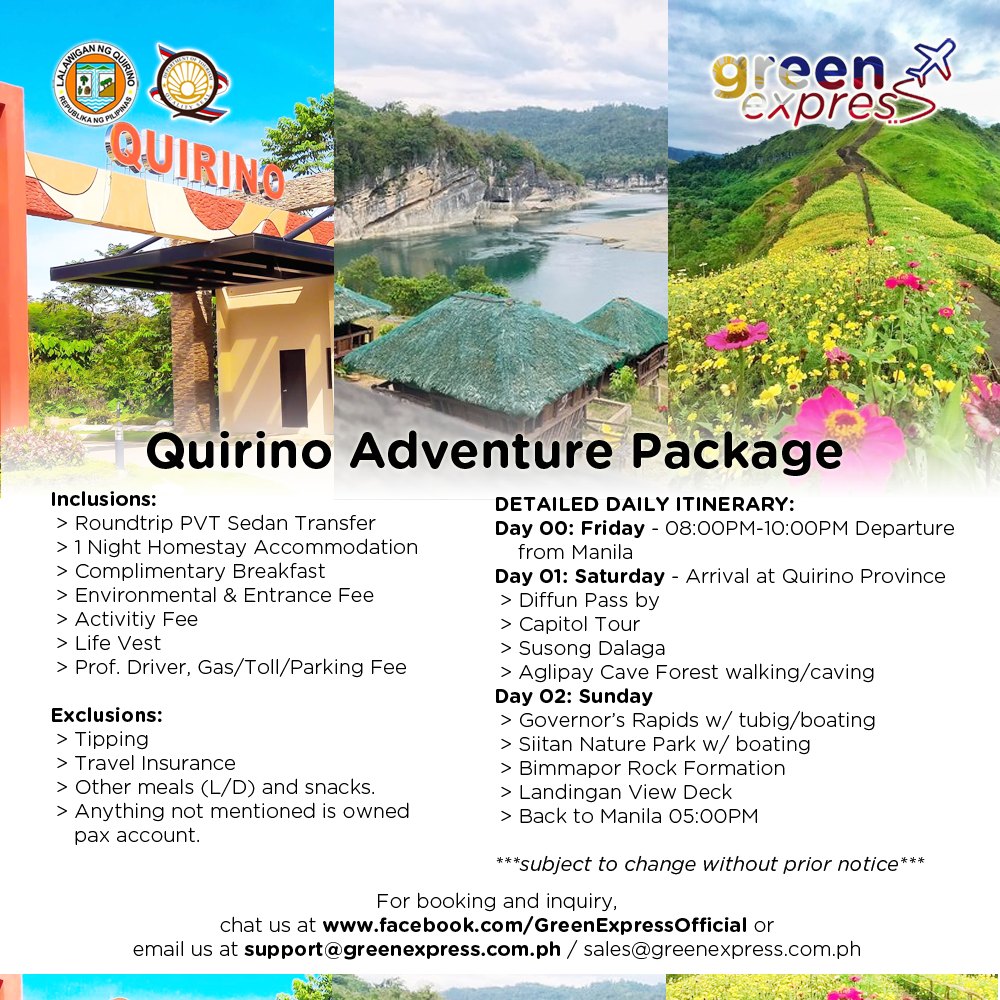 LALAWIGAN NG QUIRINO
REPUBLIKA NG PILIPINAS
green
express
QUIRINO
Quirino Adventure Package
Inclusions:
> Roundtrip PVT Sedan Transfer
> 1 Night Homestay Accommodation
> Complimentary Breakfast
> Environmental & Entrance Fee
> Activitiy Fee
> Life Vest
> Prof. Driver, Gas/Toll/Parking Fee
Exclusions:
> Tipping
> Travel Insurance
> Other meals (L/D) and snacks.
> Anything not mentioned is owned
pax account.
DETAILED DAILY ITINERARY:
Day 00: Friday - 08:00PM-10:00PM Departure
from Manila
Day 01: Saturday - Arrival at Quirino Province
> Diffun Pass by
> Capitol Tour
> Susong Dalaga
> Aglipay Cave Forest walking/caving
Day 02: Sunday
> Governor's Rapids w/ tubig/boating
> Siitan Nature Park w/ boating
> Bimmapor Rock Formation
> Landingan View Deck
> Back to Manila 05:00PM
***subject to change without prior notice***
For booking and inquiry,
chat us at www.facebook.com/GreenExpressOfficial or
email us at support@greenexpress.com.ph / sales@greenexpress.com.ph